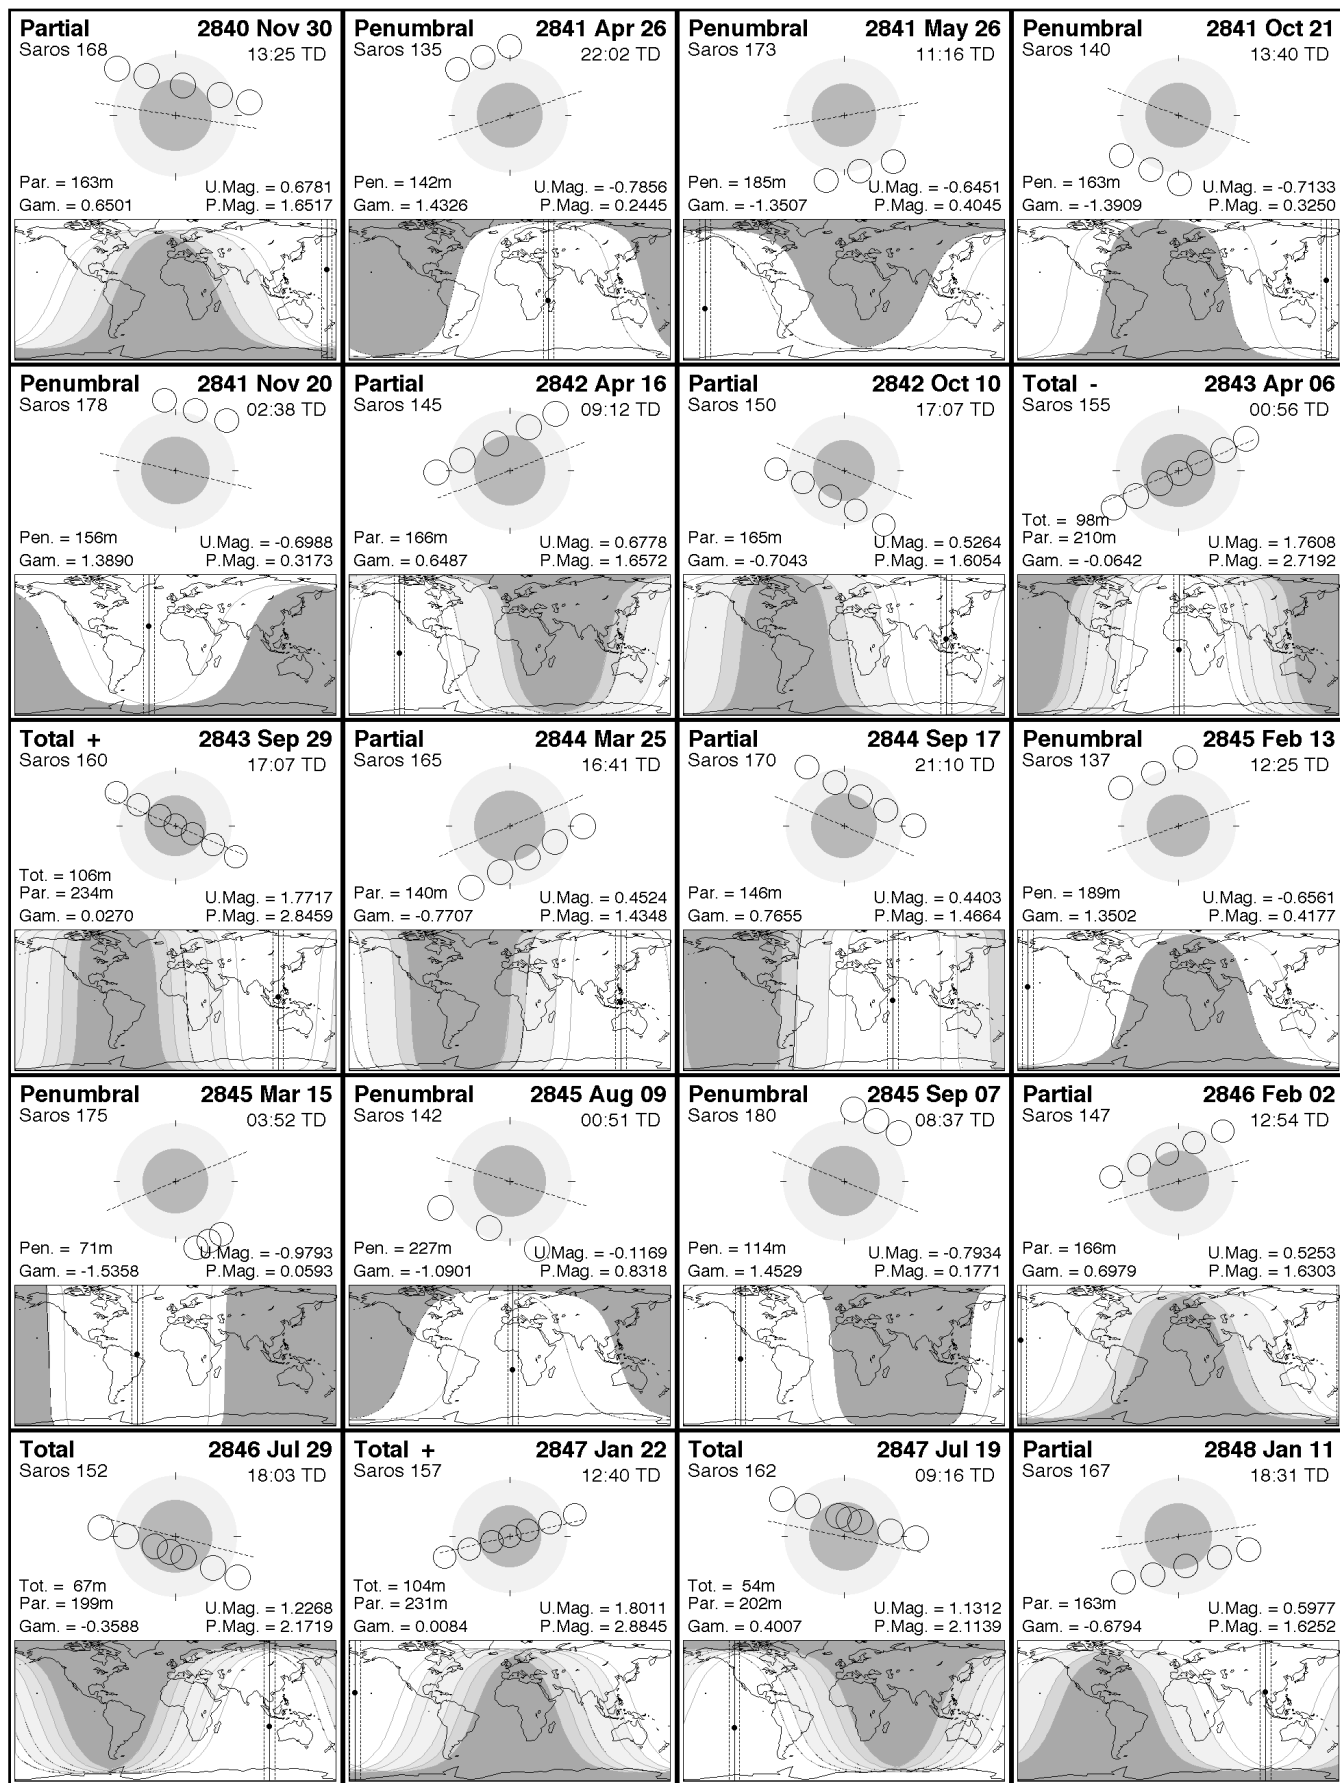 Partial 2840 Nov 30
Saros 168 13:25 TD
Par. = 163m U.Mag. = 0.6781
Gam. = 0.6501 P.Mag. = 1.6517
Penumbral 2841 Apr 26
Saros 135 22:02 TD
Pen. = 142m U.Mag. = -0.7856
Gam. = 1.4326 P.Mag. = 0.2445
Penumbral 2841 May 26
Saros 173 11:16 TD
Pen. = 185m U.Mag. = -0.6451
Gam. = -1.3507 P.Mag. = 0.4045
Penumbral 2841 Oct 21
Saros 140 13:40 TD
Pen. = 163m U.Mag. = -0.7133
Gam. = -1.3909 P.Mag. = 0.3250
Penumbral 2841 Nov 20
Saros 178 02:38 TD
Pen. = 156m U.Mag. = -0.6988
Gam. = 1.3890 P.Mag. = 0.3173
Partial 2842 Apr 16
Saros 145 09:12 TD
Par. = 166m U.Mag. = 0.6778
Gam. = 0.6487 P.Mag. = 1.6572
Partial 2842 Oct 10
Saros 150 17:07 TD
Par. = 165m U.Mag. = 0.5264
Gam. = -0.7043 P.Mag. = 1.6054
Total - 2843 Apr 06
Saros 155 00:56 TD
Tot. = 98m
Par. = 210m U.Mag. = 1.7608
Gam. = -0.0642 P.Mag. = 2.7192
Total + 2843 Sep 29
Saros 160 17:07 TD
Tot. = 106m
Par. = 234m U.Mag. = 1.7717
Gam. = 0.0270 P.Mag. = 2.8459
Partial 2844 Mar 25
Saros 165 16:41 TD
Par. = 140m U.Mag. = 0.4524
Gam. = -0.7707 P.Mag. = 1.4348
Partial 2844 Sep 17
Saros 170 21:10 TD
Par. = 146m U.Mag. = 0.4403
Gam. = 0.7655 P.Mag. = 1.4664
Penumbral 2845 Feb 13
Saros 137 12:25 TD
Pen. = 189m U.Mag. = -0.6561
Gam. = 1.3502 P.Mag. = 0.4177
Penumbral 2845 Mar 15
Saros 175 03:52 TD
Pen. = 71m U.Mag. = -0.9793
Gam. = -1.5358 P.Mag. = 0.0593
Penumbral 2845 Aug 09
Saros 142 00:51 TD
Pen. = 227m U.Mag. = -0.1169
Gam. = -1.0901 P.Mag. = 0.8318
Penumbral 2845 Sep 07
Saros 180 08:37 TD
Pen. = 114m U.Mag. = -0.7934
Gam. = 1.4529 P.Mag. = 0.1771
Partial 2846 Feb 02
Saros 147 12:54 TD
Par. = 166m U.Mag. = 0.5253
Gam. = 0.6979 P.Mag. = 1.6303
Total 2846 Jul 29
Saros 152 18:03 TD
Tot. = 67m
Par. = 199m U.Mag. = 1.2268
Gam. = -0.3588 P.Mag. = 2.1719
Total + 2847 Jan 22
Saros 157 12:40 TD
Tot. = 104m
Par. = 231m U.Mag. = 1.8011
Gam. = 0.0084 P.Mag. = 2.8845
Total 2847 Jul 19
Saros 162 09:16 TD
Tot. = 54m
Par. = 202m U.Mag. = 1.1312
Gam. = 0.4007 P.Mag. = 2.1139
Partial 2848 Jan 11
Saros 167 18:31 TD
Par. = 163m U.Mag. = 0.5977
Gam. = -0.6794 P.Mag. = 1.6252